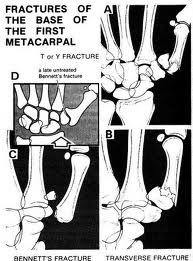 FRACTURES OF
THE BASE OF
THE FIRST
METACARPAL
T or Y FRACTURE
a late untreated
Bennett's fracture
A
D
C
B
BENNETT'S FRACTURE
TRANSVERSE FRACTURE